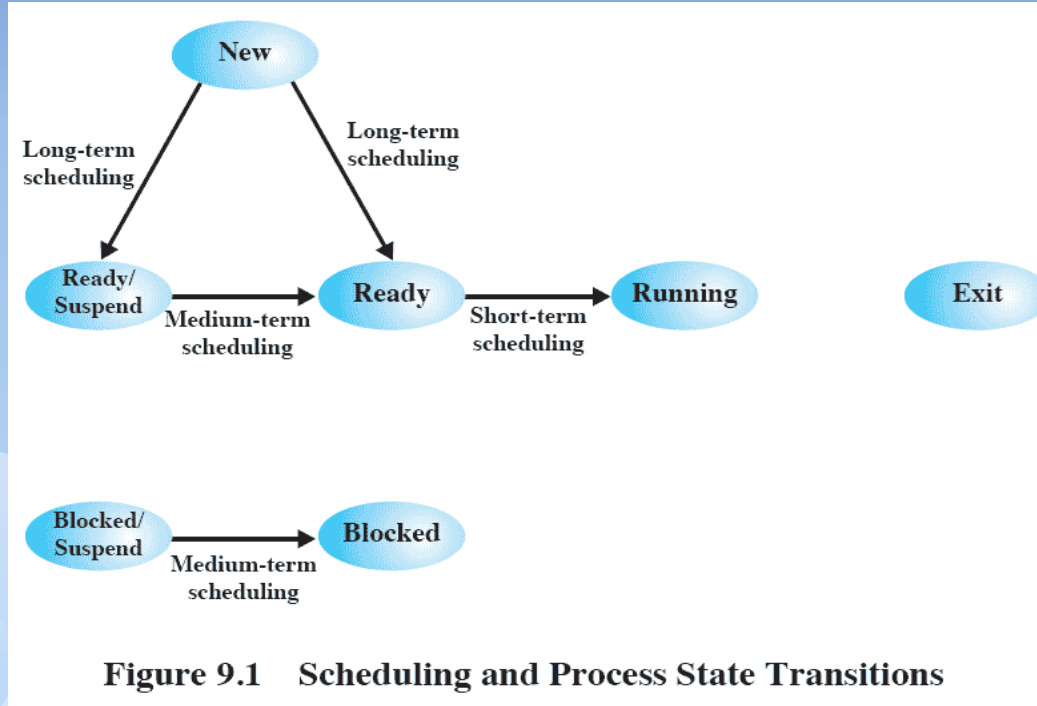 New
Long-term
scheduling
Long-term
scheduling
Ready/
Suspend
Medium-term
scheduling
Ready
Short-term
scheduling
Running
Exit
Blocked/
Suspend
Medium-term
scheduling
Blocked
Figure 9.1 Scheduling and Process State Transitions